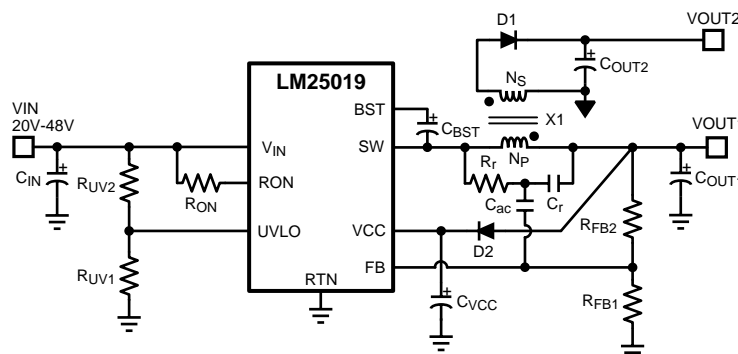 D1
VOUT2
+
COUT2
NS
LM25019
BST
X1
VIN
20V-48V
+
CBST
VOUT1
VIN
SW
NP
+
CIN
RUV2
RON
RON
Rr
Cr
+
COUT1
Cac
RFB2
UVLO
VCC
D2
RUV1
FB
RTN
+
CVCC
RFB1